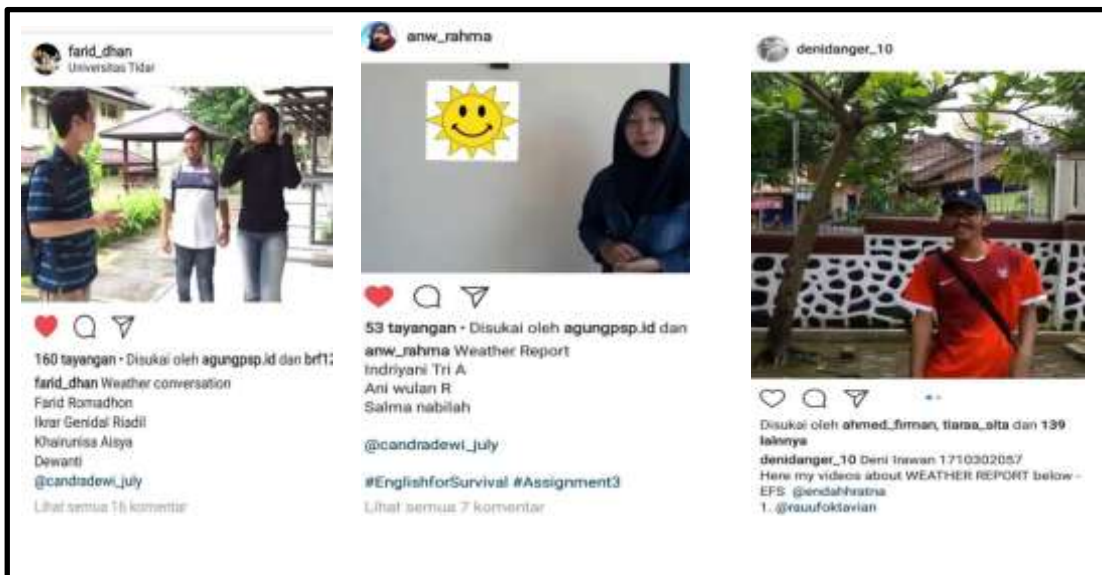 farid_dhan
Universitas Tidar
160 tayangan · Disukai oleh agungpsp.id dan brf12
farid_dhan Weather conversation
Farid Romadhon
Ikrar Genidal Riadil
Khairunisa Aisya
Dewanti
@candradewi_july
Lihat semua 16 komentar
anw_rahma
53 tayangan · Disukai oleh agungpsp.id dan
anw_rahma Weather Report
Indriyani Tri A
Ani wulan R
Salma nabilah
@candradewi_july
#EnglishforSurvival #Assignment3
Lihat semua 7 komentar
denidanger_10
Disukai oleh ahmed_firman, tiaraa_alta dan 139
lainnya
denidanger_10 Deni Irawan 1710302057
Here my videos about WEATHER REPORT below -
EFS @endahhratna
1. @rauufoktavian